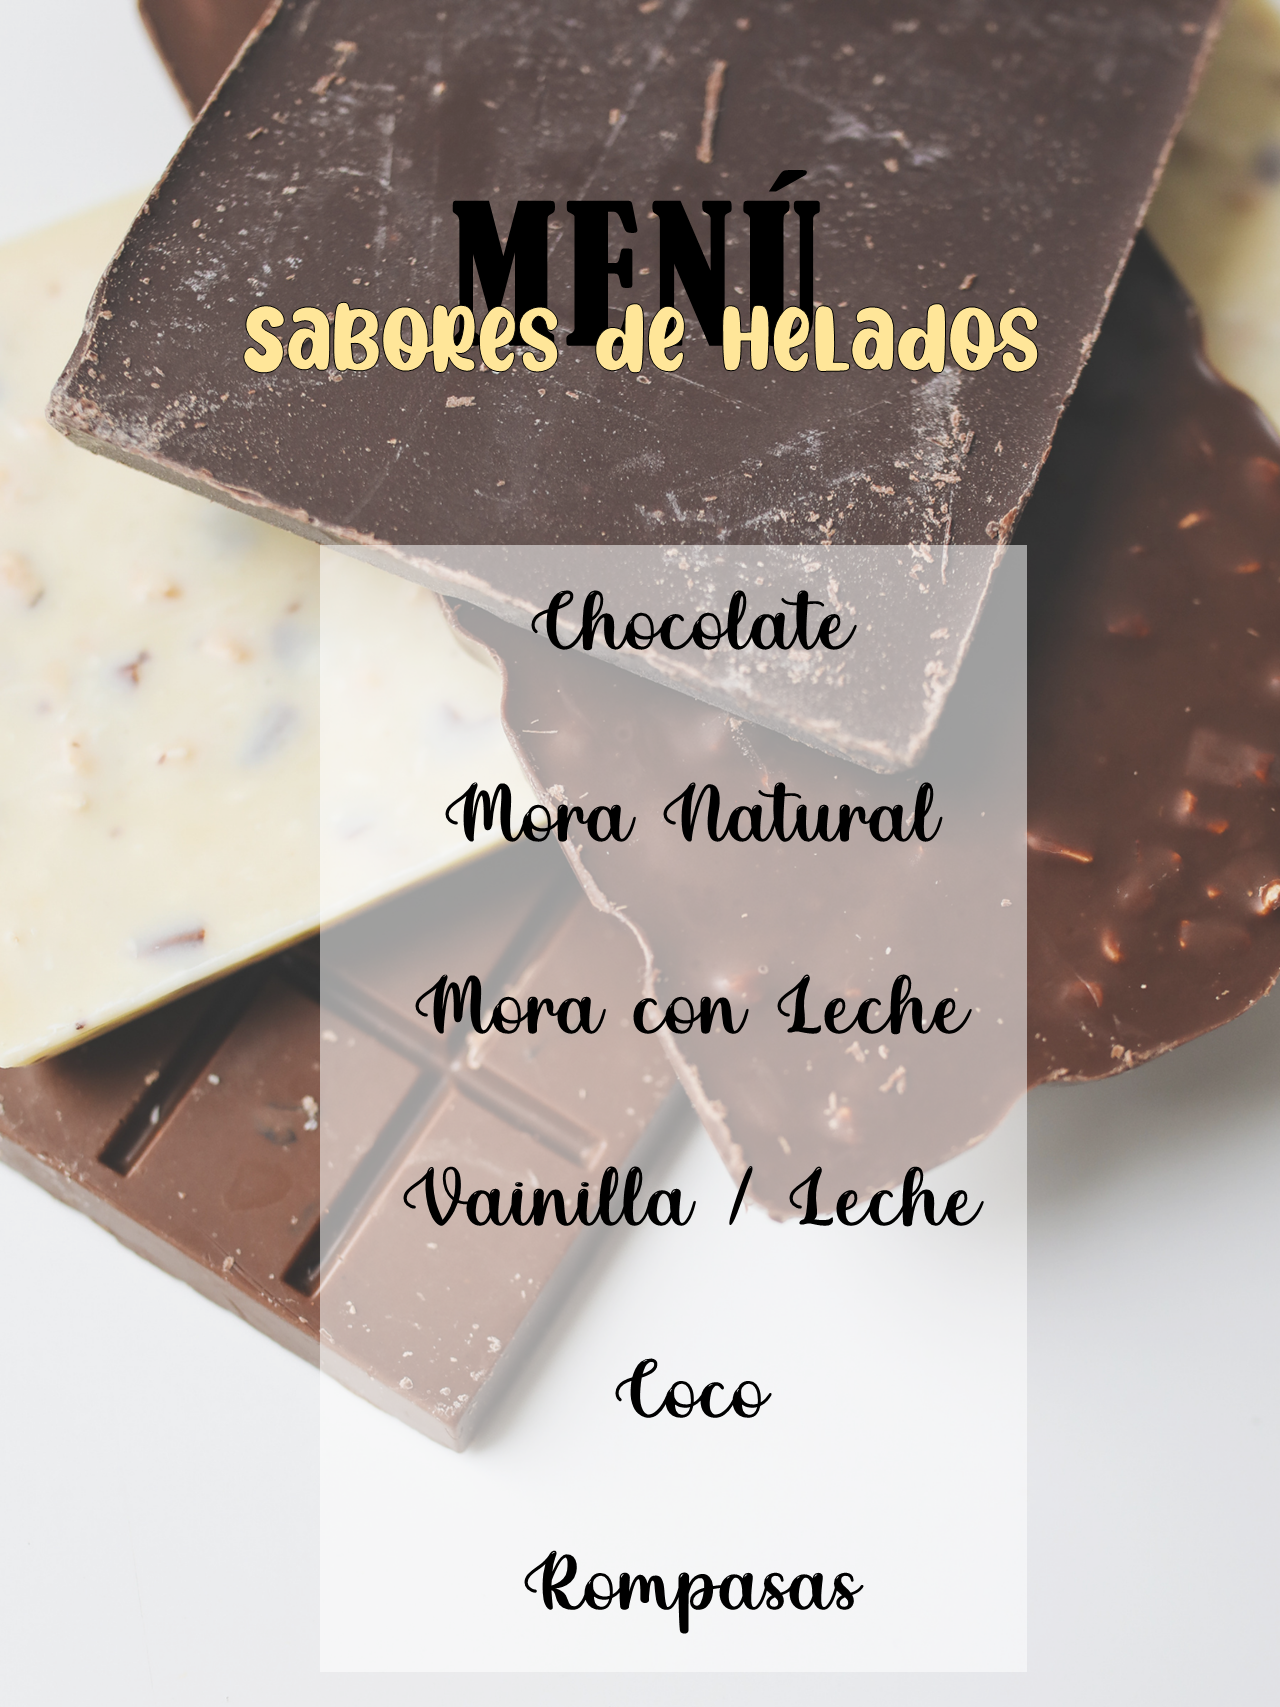 MENÚ
SABORES de HeLadOS
Chocolate
Mora Natural
Mora con Leche
Vainilla / Leche
Coco
Rompasas